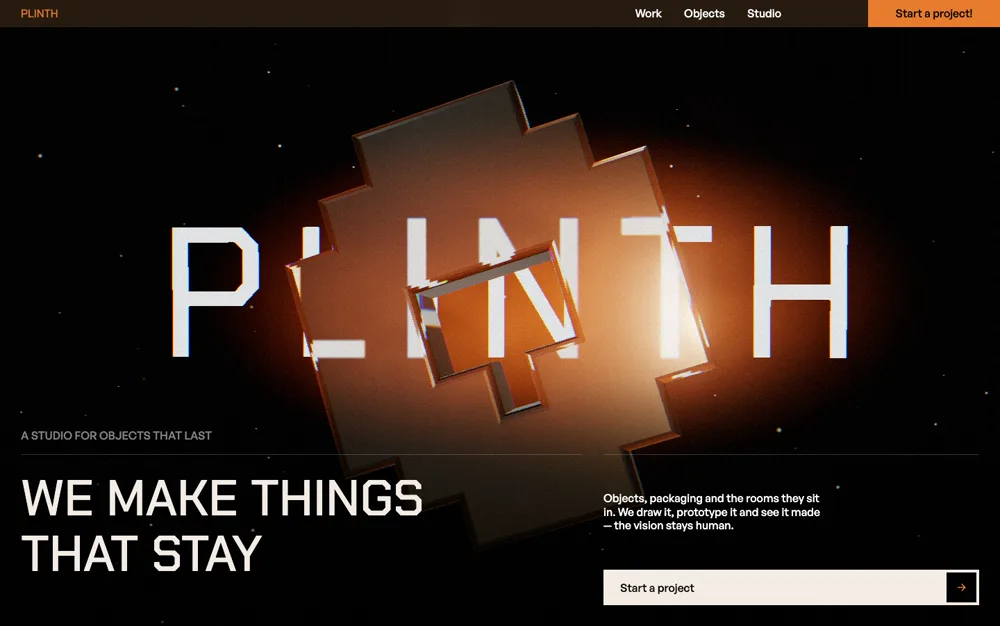 PLINTH
Work
Objects
Studio
Start a project!
PLINTH
A STUDIO FOR OBJECTS THAT LAST
WE MAKE THINGS
THAT STAY
Objects, packaging and the rooms they sit
in. We draw it, prototype it and see it made
— the vision stays human.
Start a project